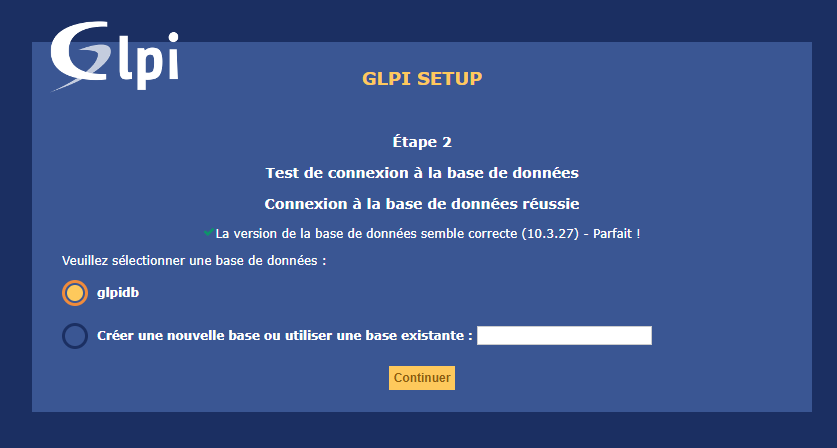 Glpi
GLPI SETUP
Étape 2
Test de connexion à la base de données
Connexion à la base de données réussie
La version de la base de données semble correcte (10.3.27) - Parfait !
Veuillez sélectionner une base de données :
glpidb
Créer une nouvelle base ou utiliser une base existante :
Continuer